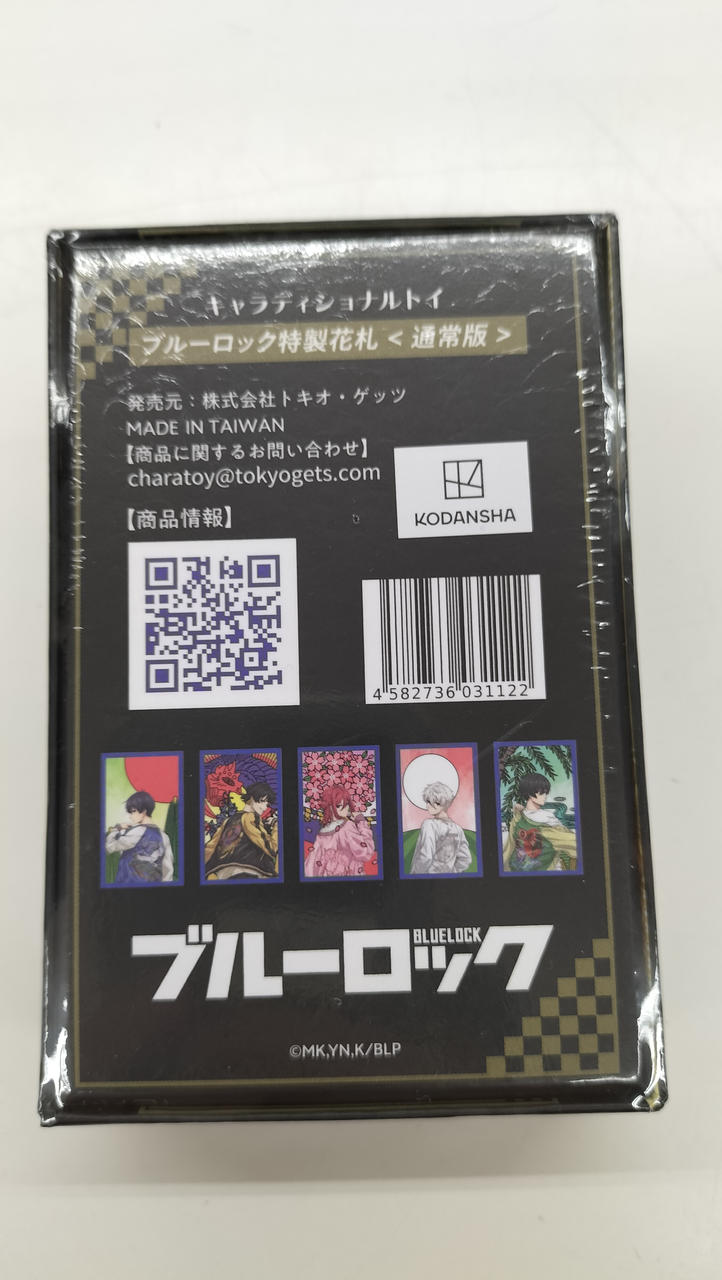 キャラディショナルトイ
ブルーロック特製花札 < 通常版 >
発売元：株式会社トキオ・ゲッツ
MADE IN TAIWAN
【商品に関するお問い合わせ】
charatoy@tokyogets.com
KODANSHA
【商品情報】
4 582736 031122
ブルーロック
BLUELOCK
©MK,YN,K/BLP